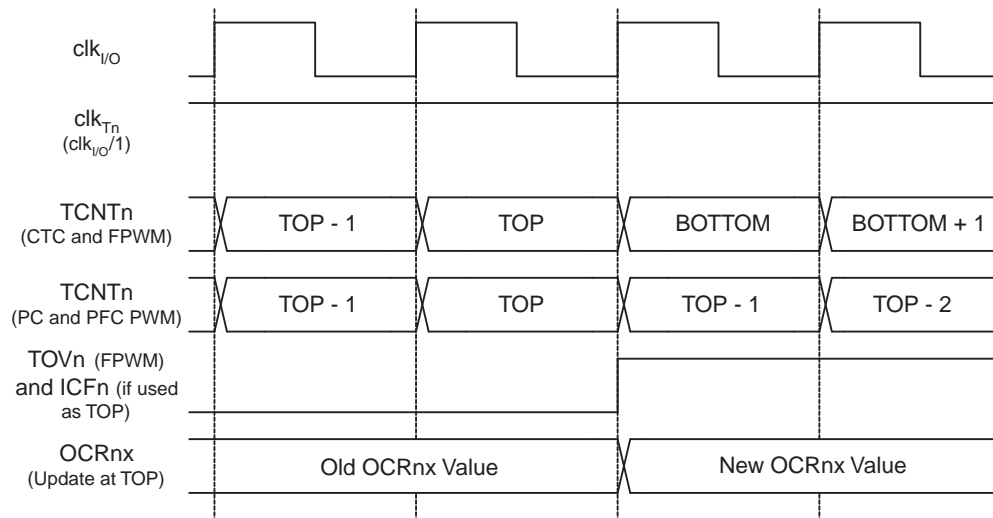 clkI/O
clkTn
(clkI/O/1)
TCNTn
(CTC and FPWM)
TOP - 1 TOP BOTTOM BOTTOM + 1
TCNTn
(PC and PFC PWM)
TOP - 1 TOP TOP - 1 TOP - 2
TOVn (FPWM)
and ICFn (if used
as TOP)
OCRnx
(Update at TOP)
Old OCRnx Value New OCRnx Value